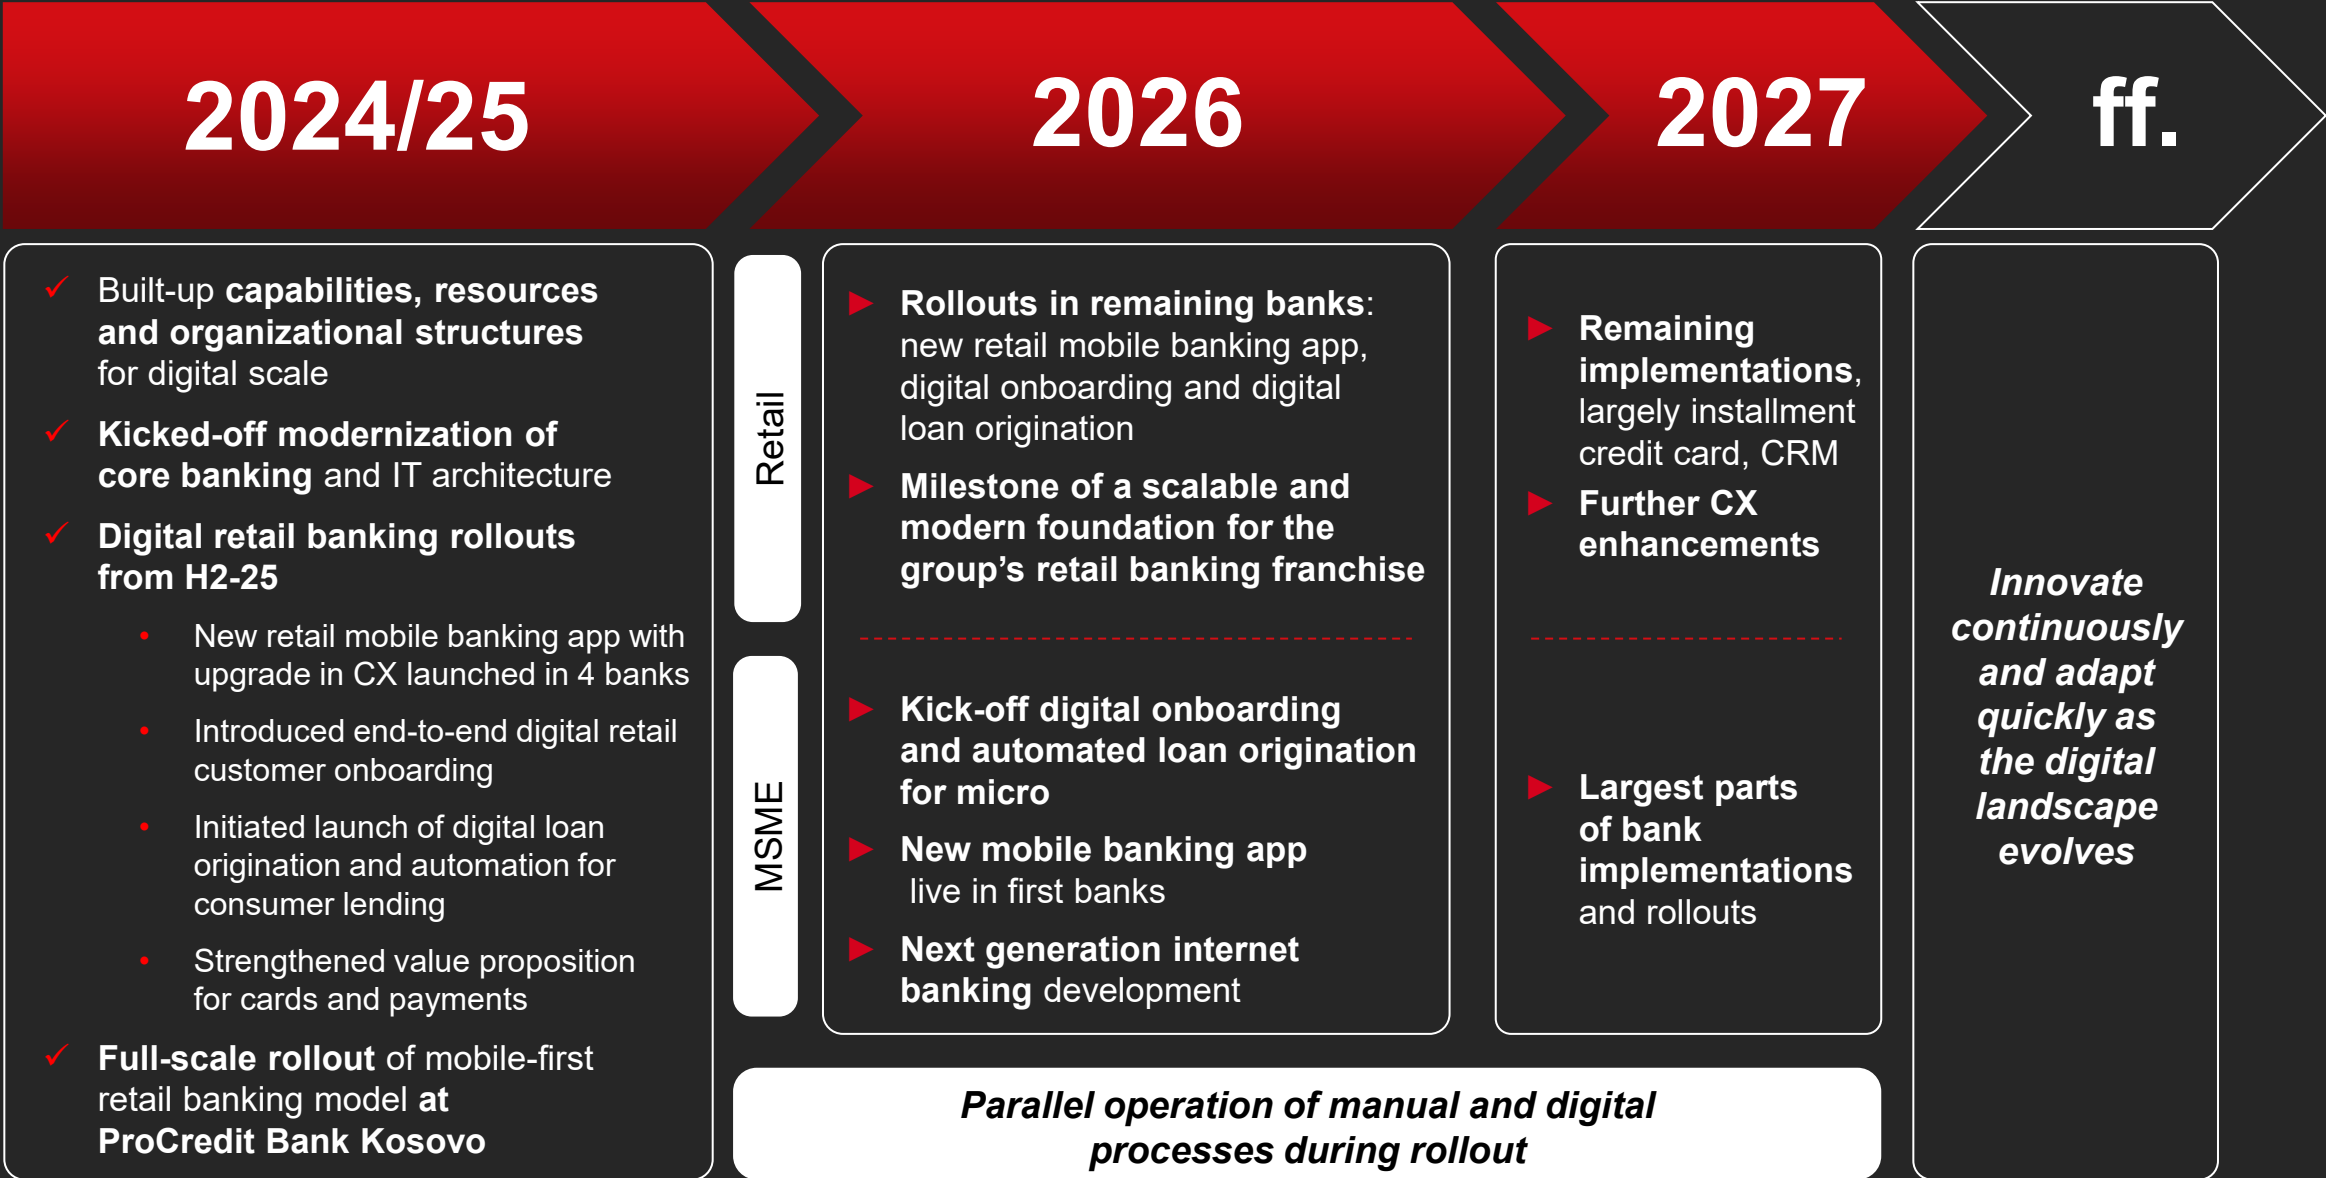 2024/25
2026
2027
ff.
Built-up capabilities, resources
and organizational structures
for digital scale
Kicked-off modernization of
core banking and IT architecture
Digital retail banking rollouts
from H2-25
New retail mobile banking app with
upgrade in CX launched in 4 banks
Introduced end-to-end digital retail
customer onboarding
Initiated launch of digital loan
origination and automation for
consumer lending
Strengthened value proposition
for cards and payments
Full-scale rollout of mobile-first
retail banking model at
ProCredit Bank Kosovo
Retail
Rollouts in remaining banks:
new retail mobile banking app,
digital onboarding and digital
loan origination
Milestone of a scalable and
modern foundation for the
group’s retail banking franchise
Remaining
implementations,
largely installment
credit card, CRM
Further CX
enhancements
MSME
Kick-off digital onboarding
and automated loan origination
for micro
New mobile banking app
live in first banks
Next generation internet
banking development
Largest parts
of bank
implementations
and rollouts
Parallel operation of manual and digital
processes during rollout
Innovate
continuously
and adapt
quickly as
the digital
landscape
evolves